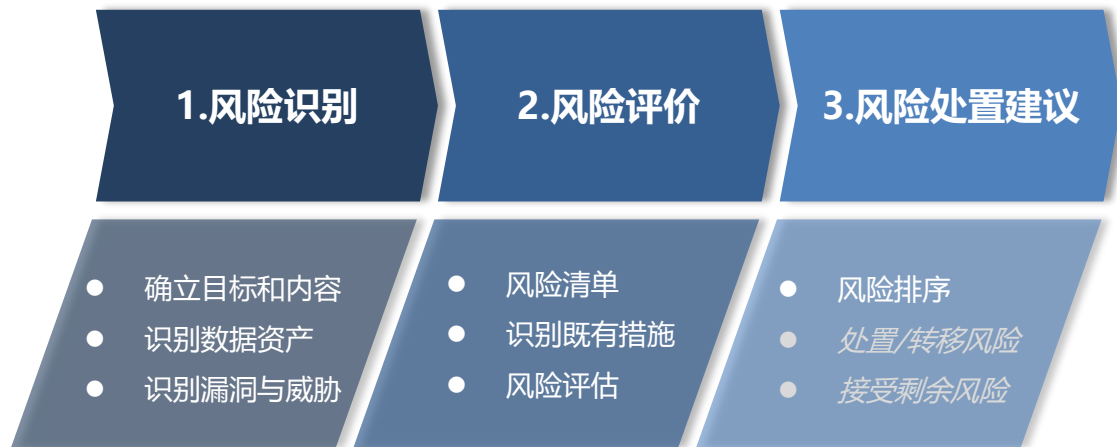 1.风险识别
2.风险评价
3.风险处置建议
● 确立目标和内容
● 识别数据资产
● 识别漏洞与威胁
● 风险清单
● 识别既有措施
● 风险评估
● 风险排序
● 处置/转移风险
● 接受剩余风险